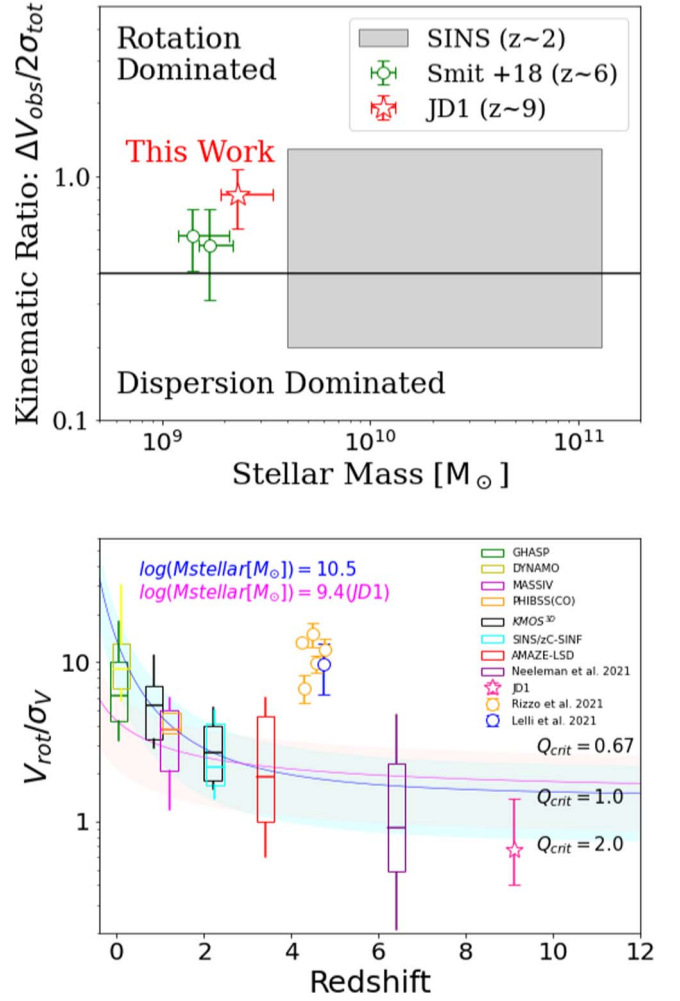 Kinematic Ratio: ΔV_obs/2σ_tot
Rotation
Dominated
SINS (z~2)
Smit +18 (z~6)
JD1 (z~9)
This Work
1.0
Dispersion Dominated
0.1
10^9
10^10
10^11
Stellar Mass [M_⊙]
V_rot/σ_V
log(Mstellar[M_⊙]) = 10.5
log(Mstellar[M_⊙]) = 9.4(JD1)
GHASP
DYNAMO
MASSIV
PHIBSS(CO)
KMOS^3D
SINS/zC-SINF
AMAZE-LSD
Neeleman et al. 2021
JD1
Rizzo et al. 2021
Lelli et al. 2021
10
Q_crit = 0.67
Q_crit = 1.0
1
Q_crit = 2.0
0 2 4 6 8 10 12
Redshift